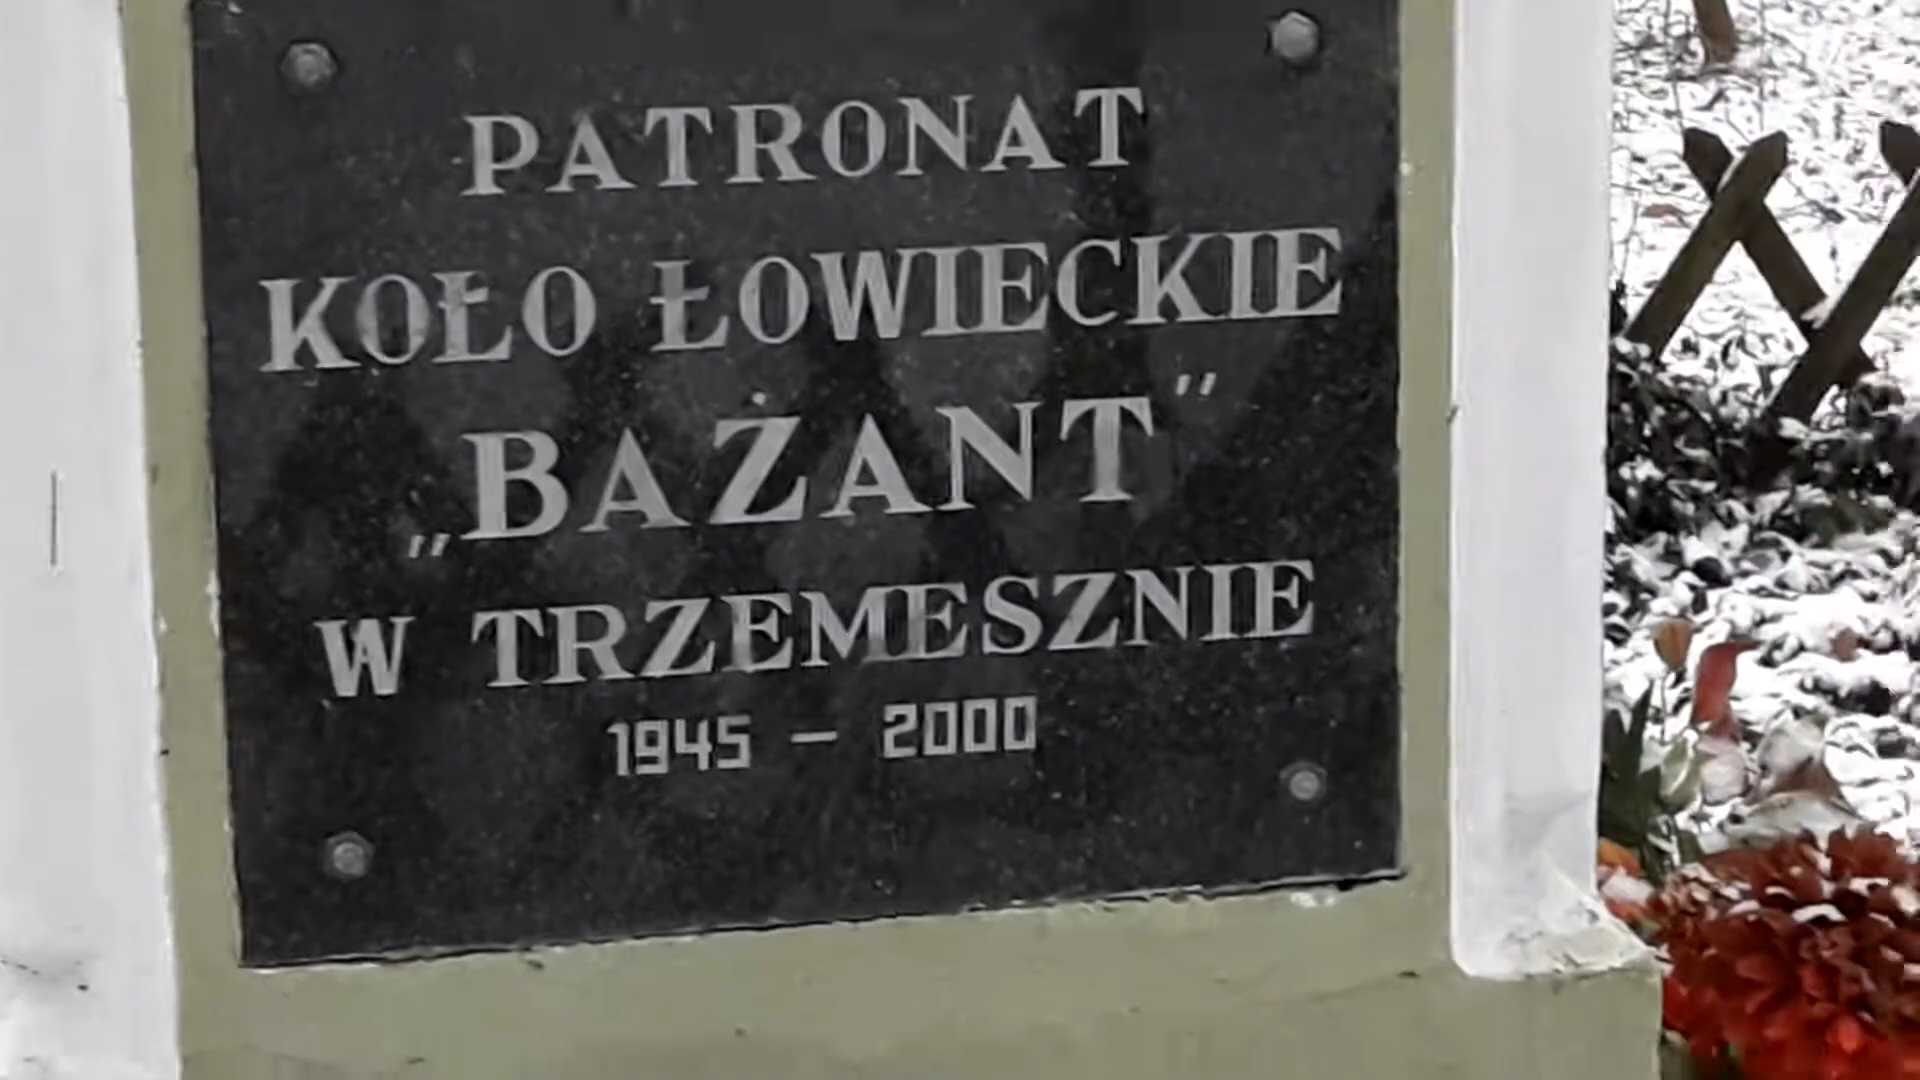 PATRONAT
KOŁO ŁOWIECKIE
„BAŻANT”
W TRZEMESZNIE
1945 – 2000